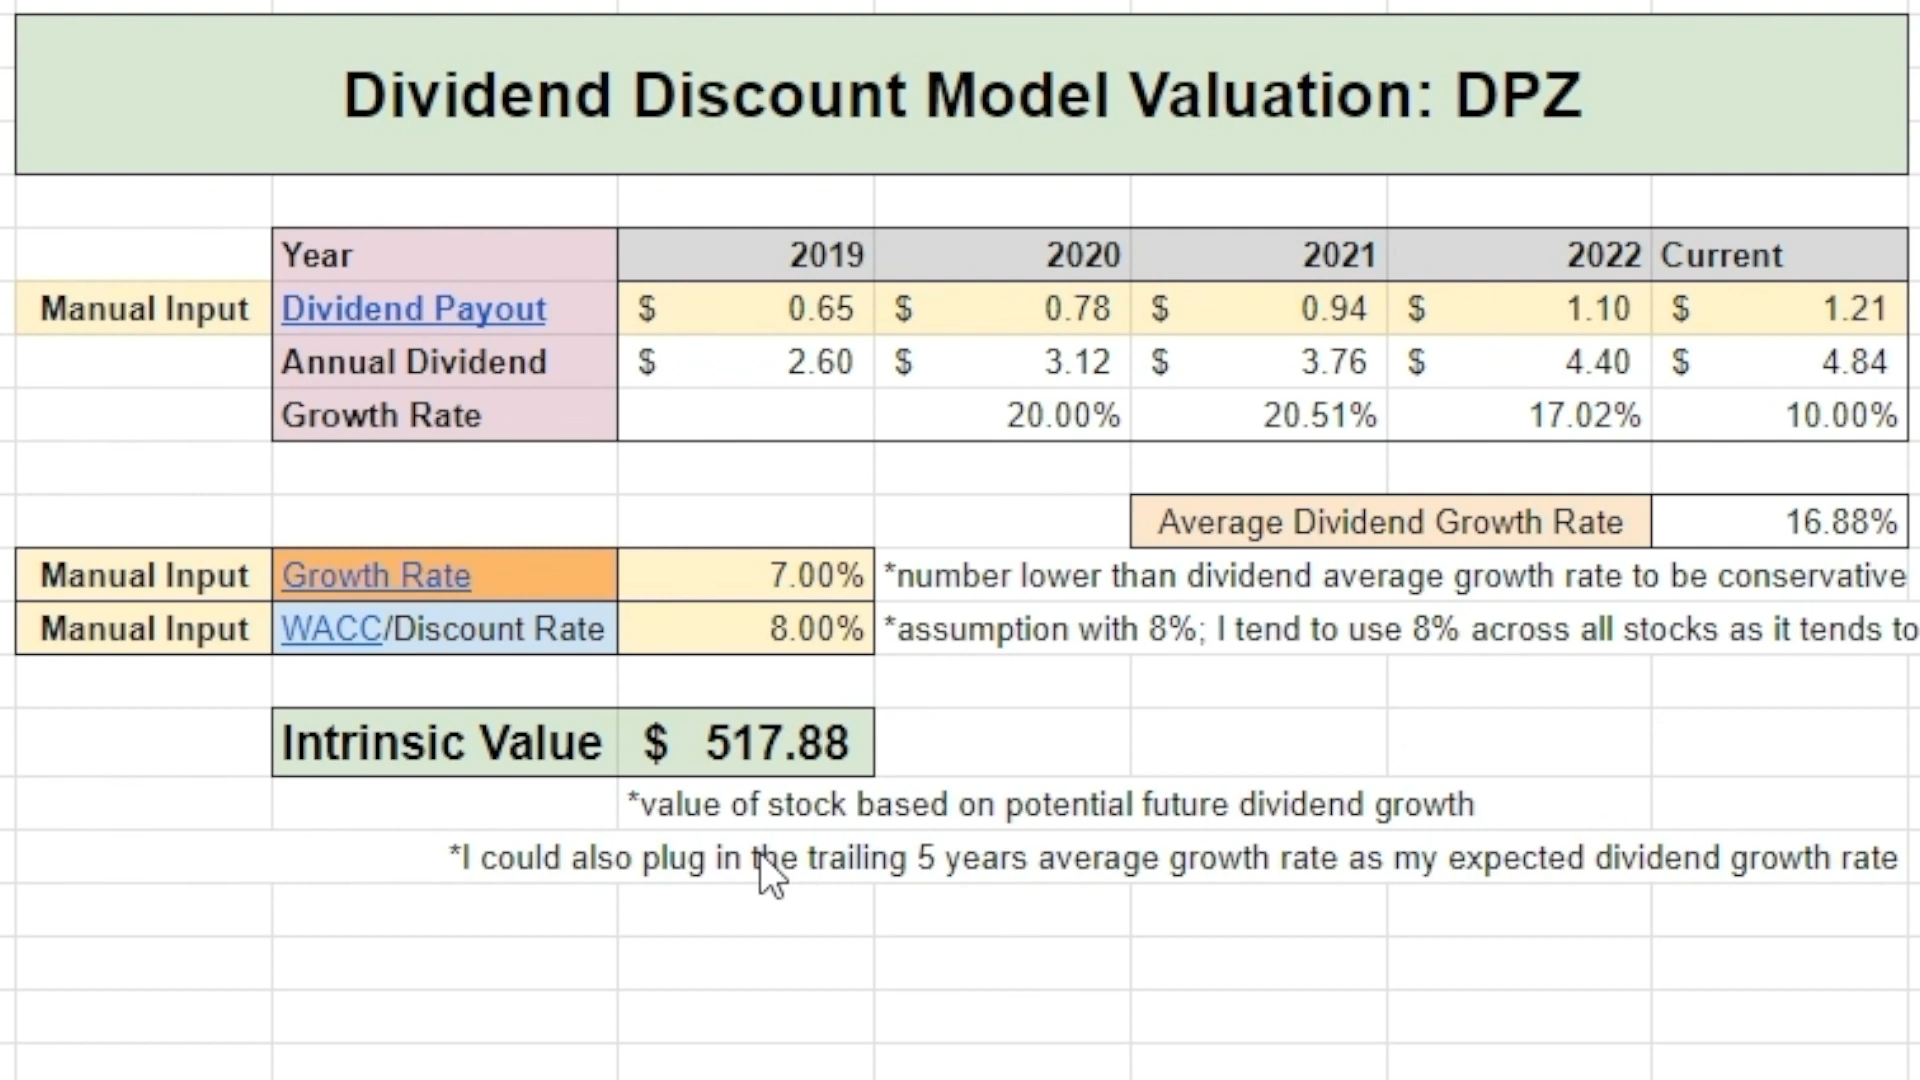 Dividend Discount Model Valuation: DPZ
Year 2019 2020 2021 2022 Current
Manual Input Dividend Payout $ 0.65 $ 0.78 $ 0.94 $ 1.10 $ 1.21
Annual Dividend $ 2.60 $ 3.12 $ 3.76 $ 4.40 $ 4.84
Growth Rate 20.00% 20.51% 17.02% 10.00%
Average Dividend Growth Rate 16.88%
Manual Input Growth Rate 7.00% *number lower than dividend average growth rate to be conservative
Manual Input WACC/Discount Rate 8.00% *assumption with 8%; I tend to use 8% across all stocks as it tends to
Intrinsic Value $ 517.88
*value of stock based on potential future dividend growth
*I could also plug in the trailing 5 years average growth rate as my expected dividend growth rate